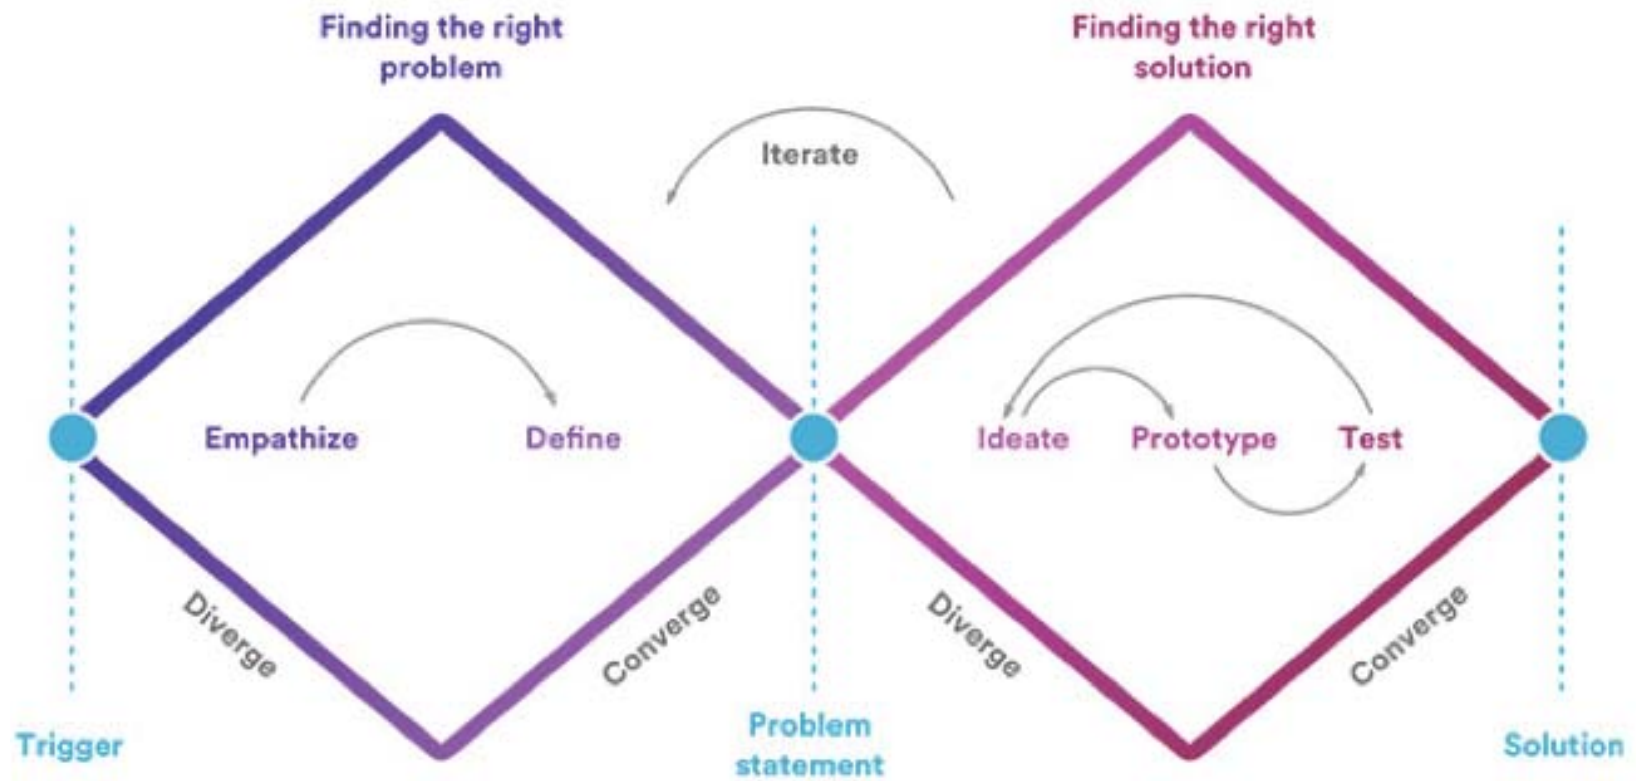 Finding the right
problem
Finding the right
solution
Iterate
Empathize
Define
Ideate
Prototype
Test
Diverge
Converge
Diverge
Converge
Trigger
Problem
statement
Solution